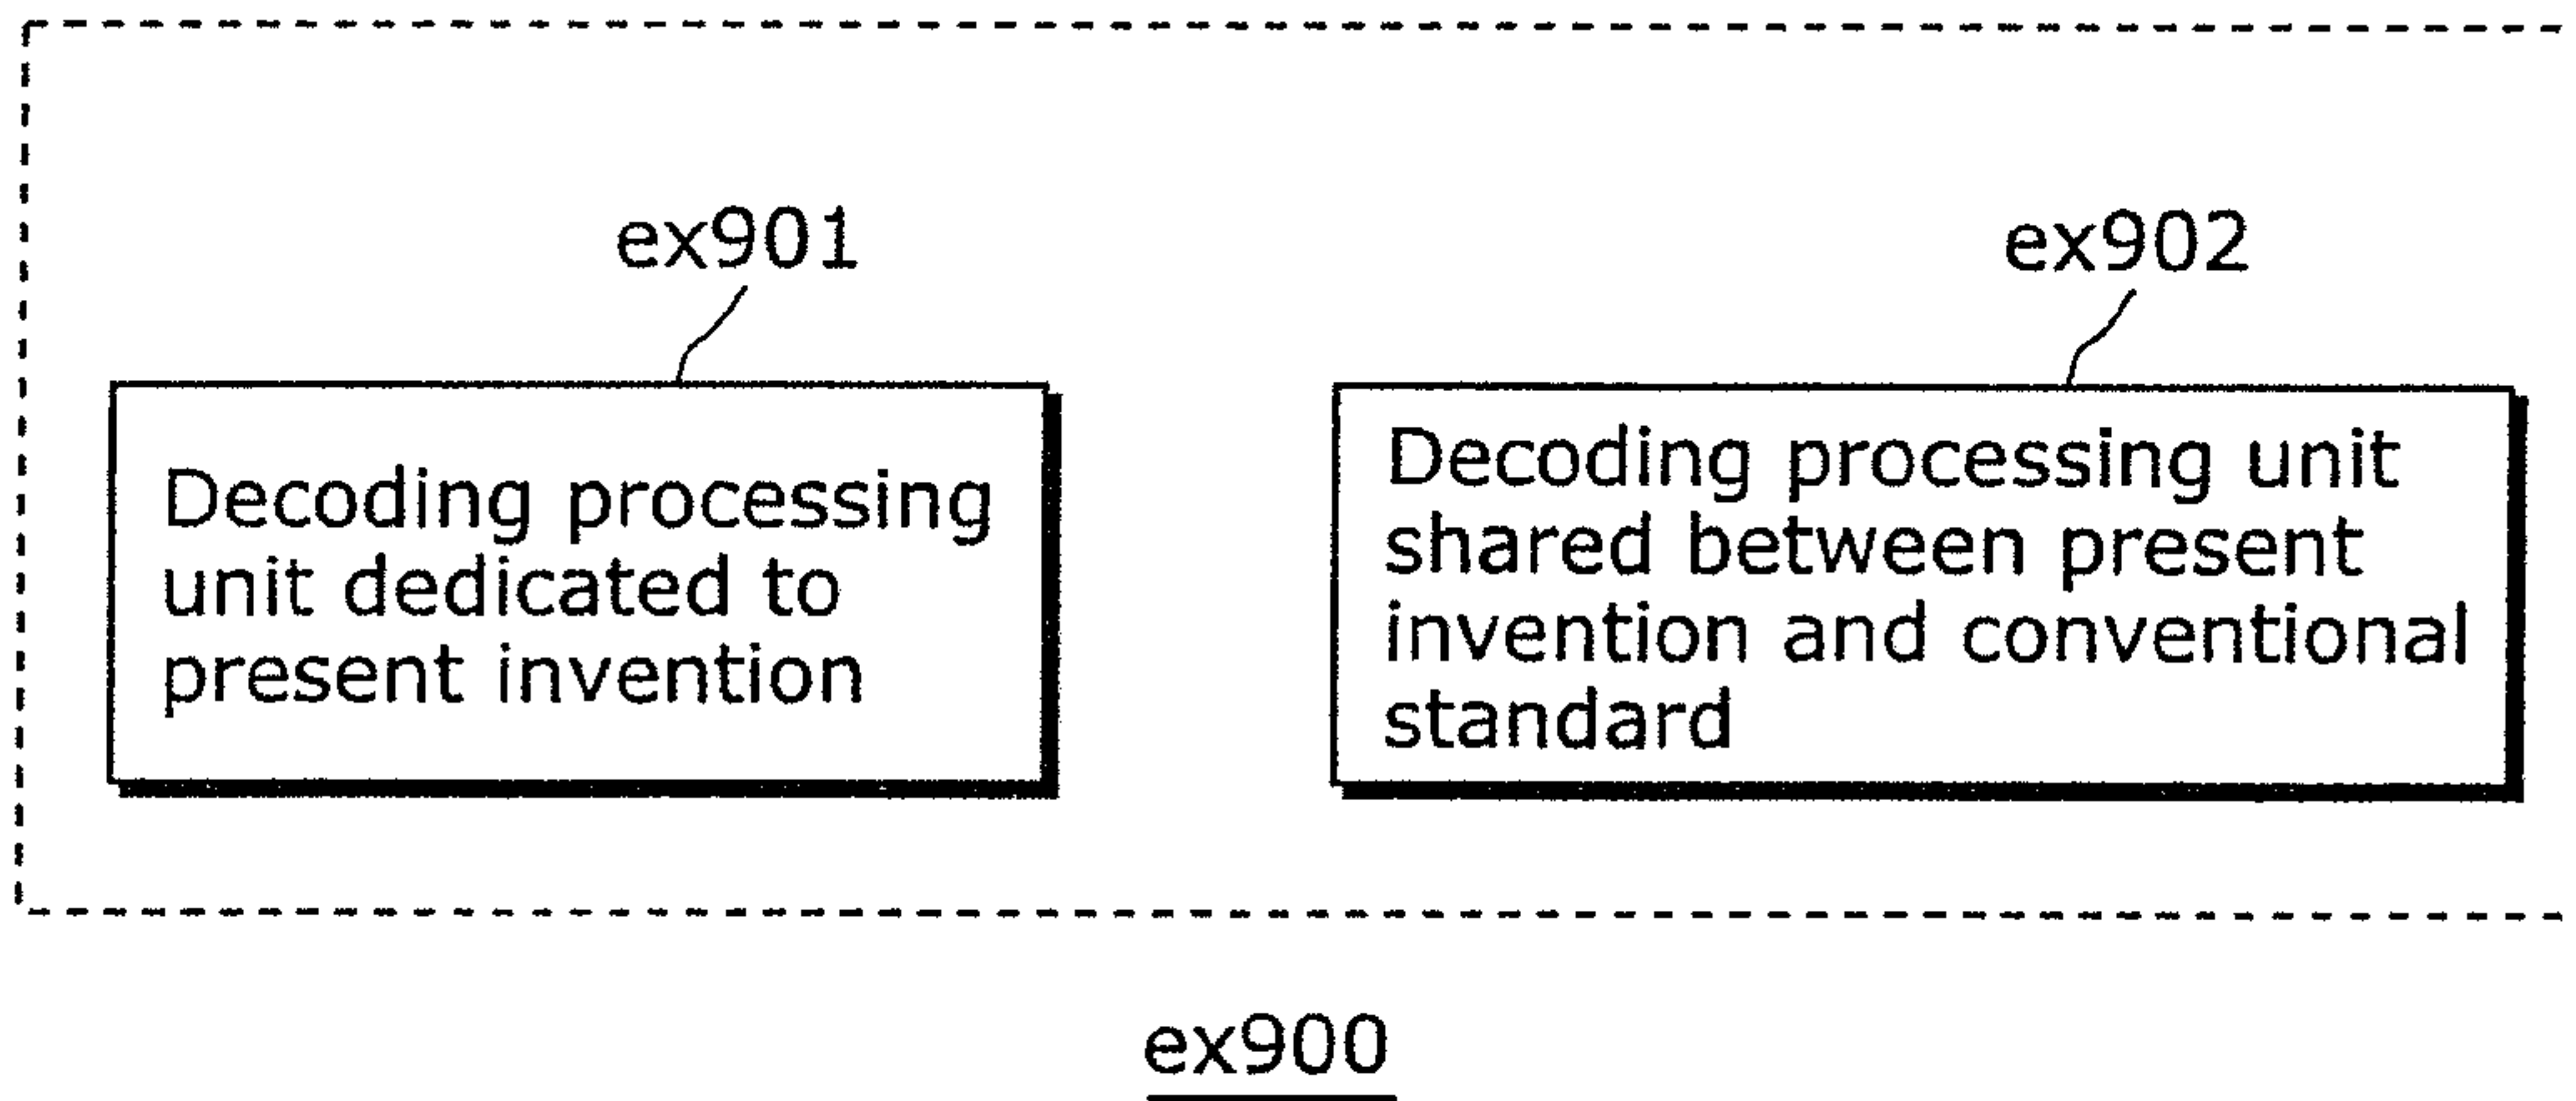 ex901
ex902
Decoding processing
unit dedicated to
present invention
Decoding processing unit
shared between present
invention and conventional
standard
ex900